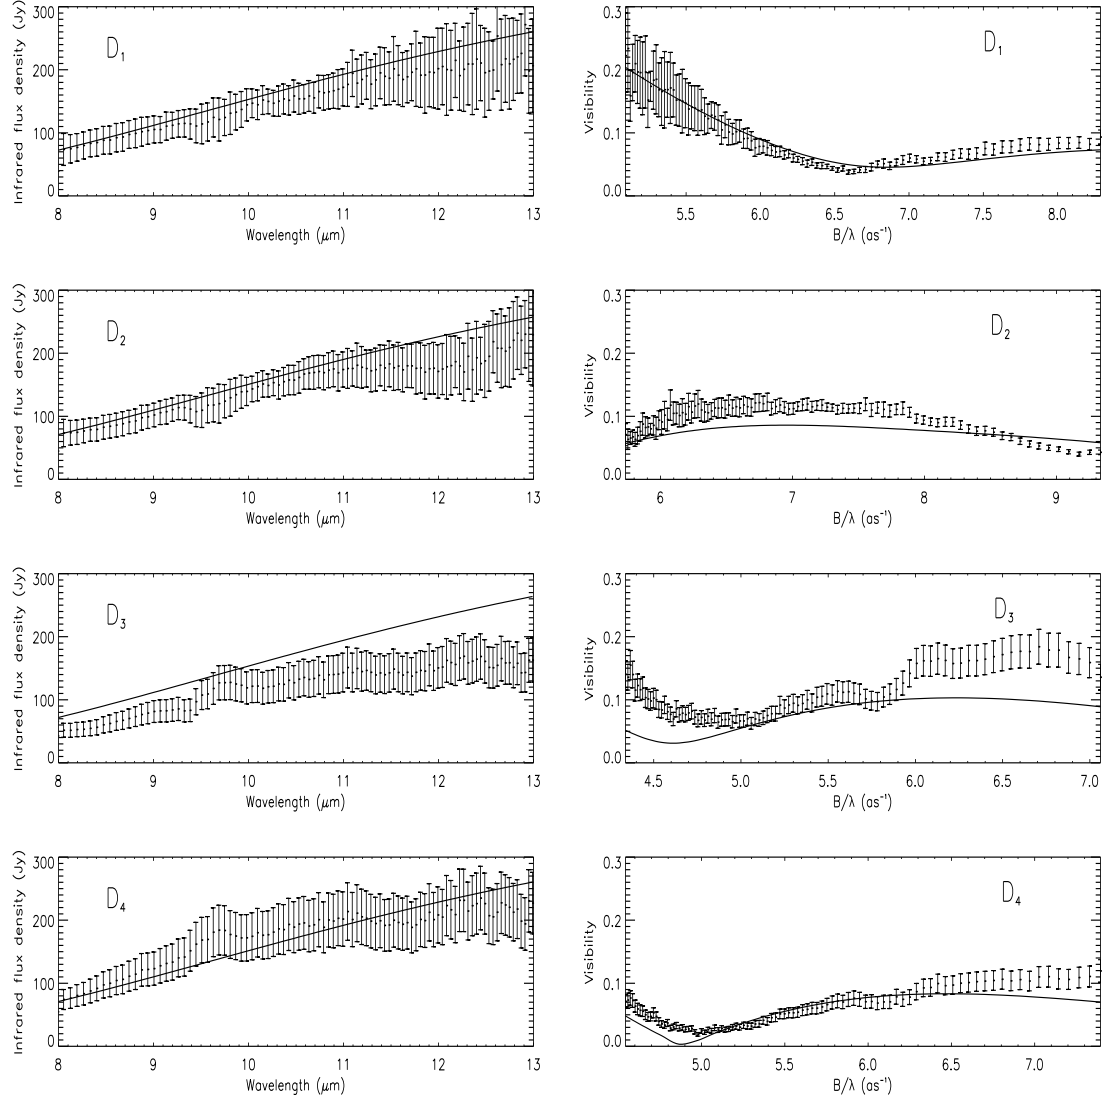 Infrared flux density (Jy)
300
200
100
0
D1
8 9 10 11 12 13
Wavelength (μm)
Visibility
0.3
0.2
0.1
0.0
D1
5.5 6.0 6.5 7.0 7.5 8.0
B/λ (as⁻¹)
Infrared flux density (Jy)
300
200
100
0
D2
8 9 10 11 12 13
Wavelength (μm)
Visibility
0.3
0.2
0.1
0.0
D2
6 7 8 9
B/λ (as⁻¹)
Infrared flux density (Jy)
300
200
100
0
D3
8 9 10 11 12 13
Wavelength (μm)
Visibility
0.3
0.2
0.1
0.0
D3
4.5 5.0 5.5 6.0 6.5 7.0
B/λ (as⁻¹)
Infrared flux density (Jy)
300
200
100
0
D4
8 9 10 11 12 13
Wavelength (μm)
Visibility
0.3
0.2
0.1
0.0
D4
5.0 5.5 6.0 6.5 7.0
B/λ (as⁻¹)